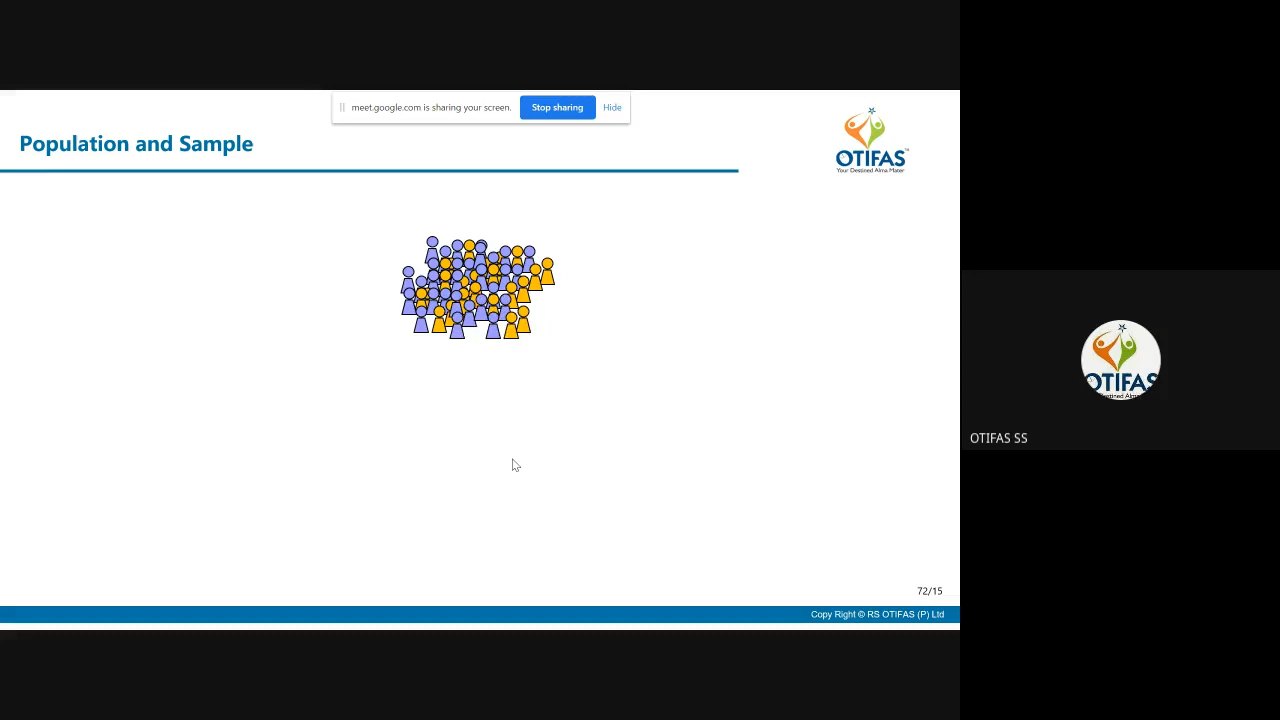 meet.google.com is sharing your screen. Stop sharing Hide
Population and Sample
OTIFAS™
Your Destined Alma Mater
OTIFAS
OTIFAS SS
72/15
Copy Right © RS OTIFAS (P) Ltd